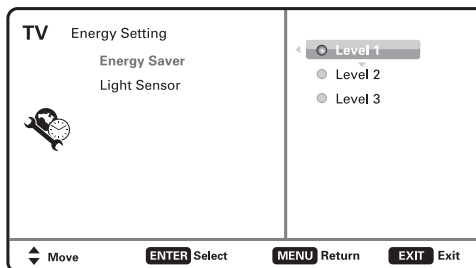 TV Energy Setting
Energy Saver
Light Sensor
Level 1
Level 2
Level 3
Move ENTER Select MENU Return EXIT Exit